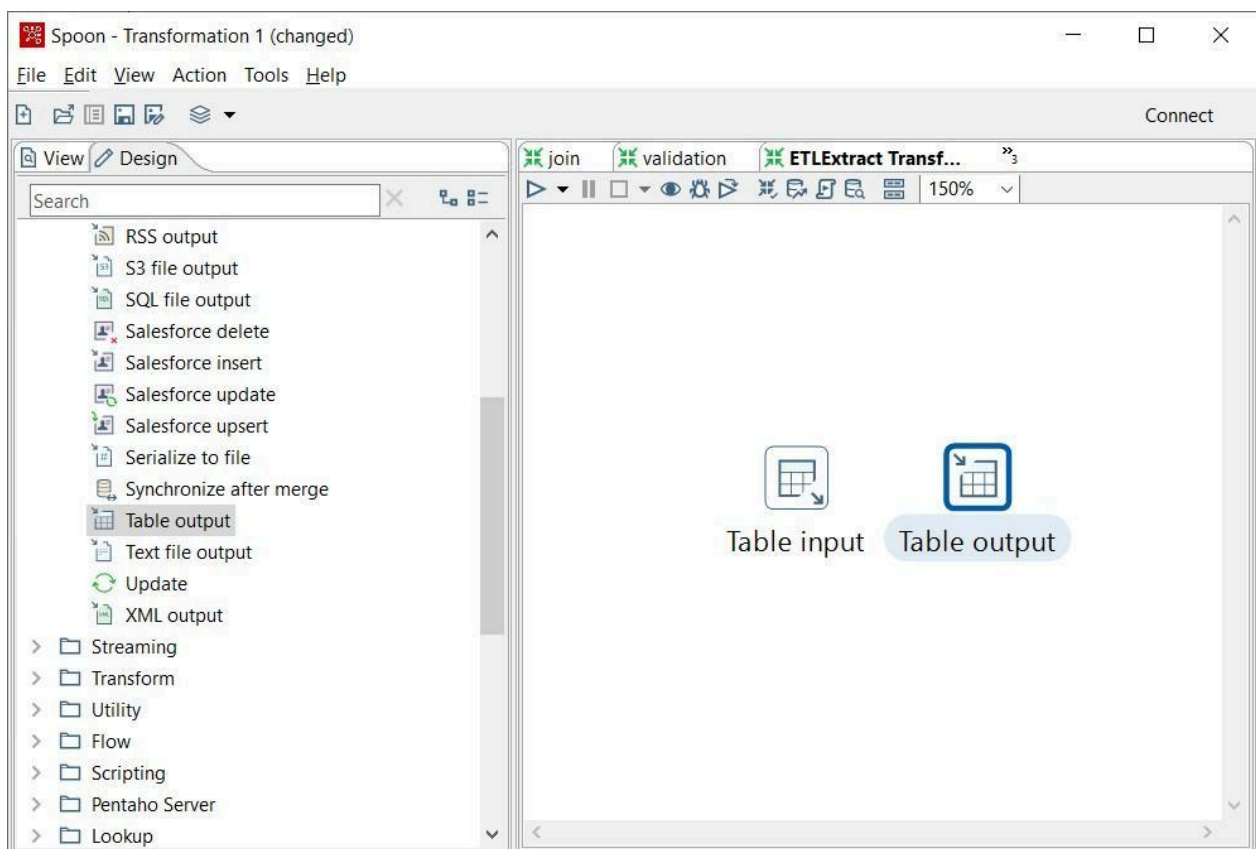 Spoon - Transformation 1 (changed)
File Edit View Action Tools Help
Connect
View Design
Search
RSS output
S3 file output
SQL file output
Salesforce delete
Salesforce insert
Salesforce update
Salesforce upsert
Serialize to file
Synchronize after merge
Table output
Text file output
Update
XML output
Streaming
Transform
Utility
Flow
Scripting
Pentaho Server
Lookup
join validation ETLExtract Transf... »3
150%
Table input Table output